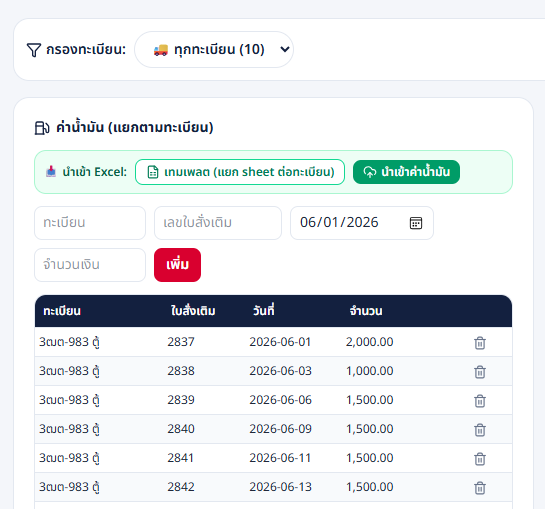 กรองทะเบียน: 🚚 ทุกทะเบียน (10)
ค่าน้ำมัน (แยกตามทะเบียน)
📥 นำเข้า Excel: เทมเพลต (แยก sheet ต่อทะเบียน) นำเข้าค่าน้ำมัน
ทะเบียน เลขใบสั่งเติม 06/01/2026
จำนวนเงิน เพิ่ม
ทะเบียน ใบสั่งเติม วันที่ จำนวน
3ฒต-983 ตู้ 2837 2026-06-01 2,000.00
3ฒต-983 ตู้ 2838 2026-06-03 1,000.00
3ฒต-983 ตู้ 2839 2026-06-06 1,500.00
3ฒต-983 ตู้ 2840 2026-06-09 1,500.00
3ฒต-983 ตู้ 2841 2026-06-11 1,500.00
3ฒต-983 ตู้ 2842 2026-06-13 1,500.00